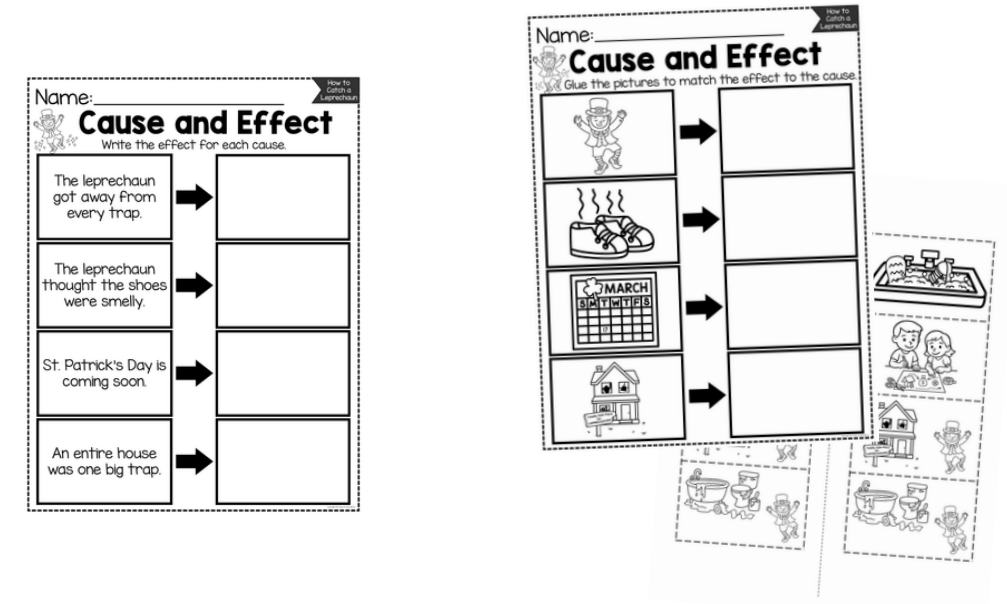 How to
Catch a
Leprechaun
Name:
Cause and Effect
Write the effect for each cause.
The leprechaun
got away from
every trap.
The leprechaun
thought the shoes
were smelly.
St. Patrick's Day is
coming soon.
An entire house
was one big trap.
How to
Catch a
Leprechaun
Name:
Cause and Effect
Glue the pictures to match the effect to the cause.
MARCH
S M T W T F S
17